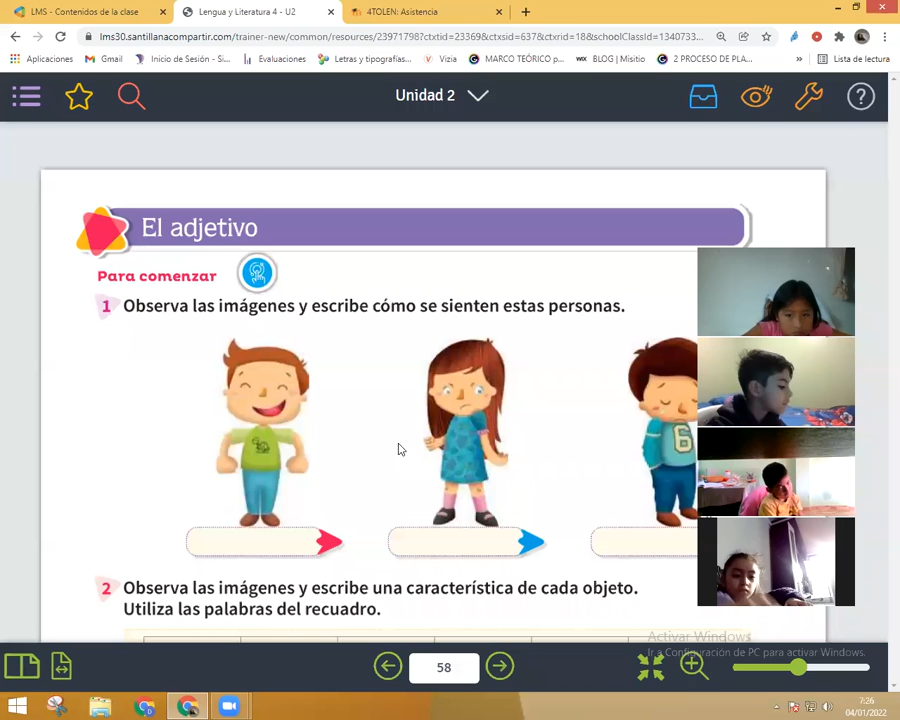 LMS - Contenidos de la clase
Lengua y Literatura 4 - U2
4TOLEN: Asistencia
lms30.santillanacompartir.com/trainer-new/common/resources/23971798?ctxtid=23369&ctxsid=637&ctxrid=18&schoolClassId=1340733...
Aplicaciones
Gmail
Inicio de Sesión - Si...
Evaluaciones
Letras y tipografías...
Vizia
MARCO TEÓRICO p...
WIX BLOG | Misitio
2 PROCESO DE PLA...
»
Lista de lectura
Unidad 2
El adjetivo
Para comenzar
1 Observa las imágenes y escribe cómo se sienten estas personas.
6
2 Observa las imágenes y escribe una característica de cada objeto.
Utiliza las palabras del recuadro.
Activar Windows
Ir a Configuración de PC para activar Windows.
58
7:26
04/01/2022